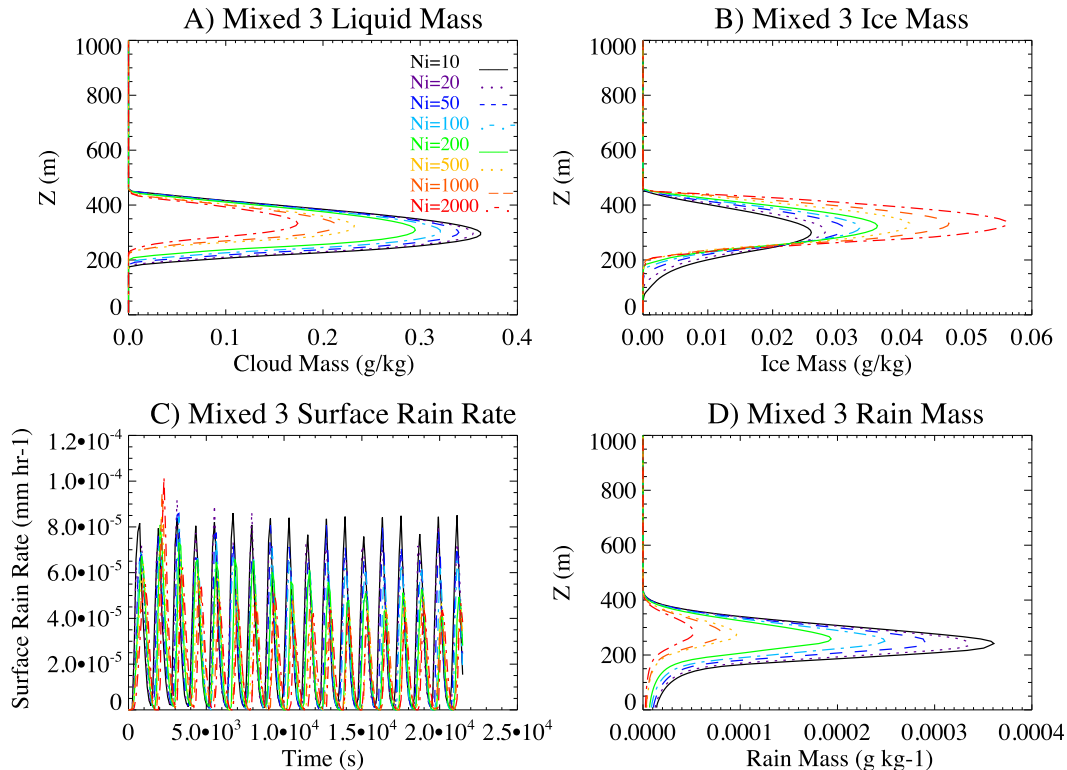 A) Mixed 3 Liquid Mass
1000
800
600
400
200
0
Z (m)
0.0 0.1 0.2 0.3 0.4
Cloud Mass (g/kg)
Ni=10
Ni=20
Ni=50
Ni=100
Ni=200
Ni=500
Ni=1000
Ni=2000
B) Mixed 3 Ice Mass
1000
800
600
400
200
0
Z (m)
0.00 0.01 0.02 0.03 0.04 0.05 0.06
Ice Mass (g/kg)
C) Mixed 3 Surface Rain Rate
1.2•10-4
1.0•10-4
8.0•10-5
6.0•10-5
4.0•10-5
2.0•10-5
0
Surface Rain Rate (mm hr-1)
0 5.0•10³ 1.0•10⁴ 1.5•10⁴ 2.0•10⁴ 2.5•10⁴
Time (s)
D) Mixed 3 Rain Mass
1000
800
600
400
200
0
Z (m)
0.0000 0.0001 0.0002 0.0003 0.0004
Rain Mass (g kg-1)